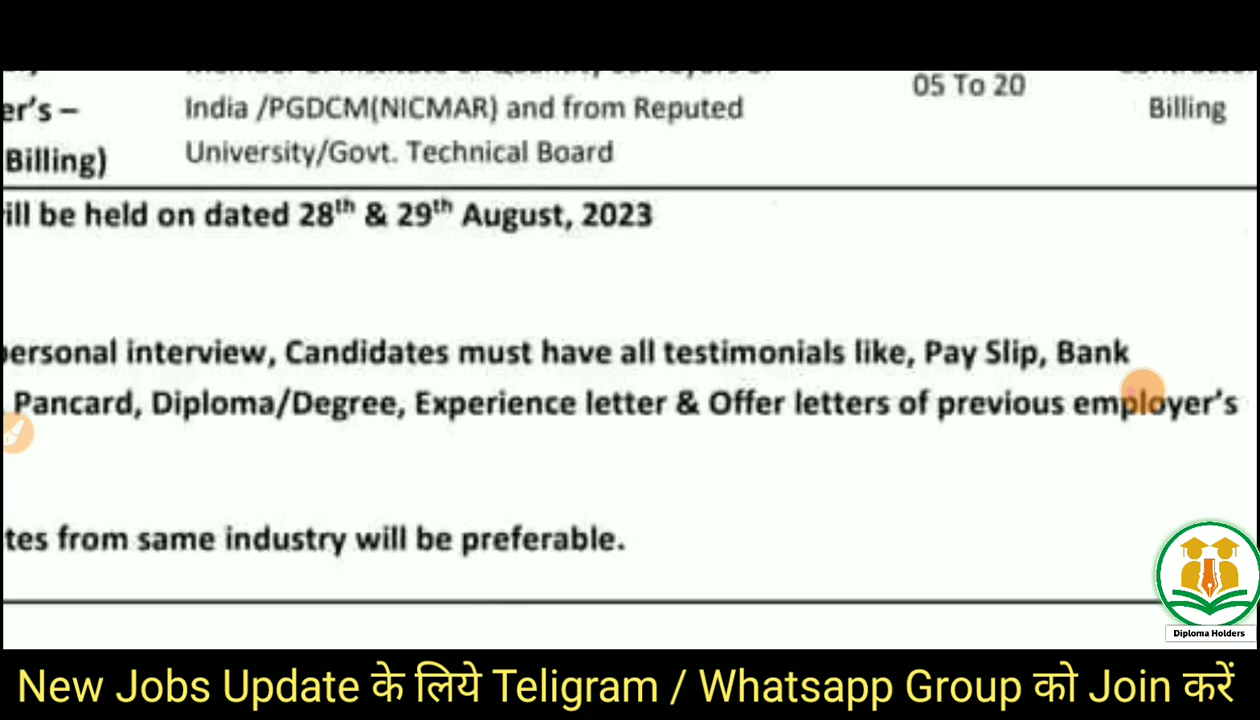 India /PGDCM(NICMAR) and from Reputed
University/Govt. Technical Board
05 To 20
Billing
er's –
Billing)
ill be held on dated 28th & 29th August, 2023
personal interview, Candidates must have all testimonials like, Pay Slip, Bank
Pancard, Diploma/Degree, Experience letter & Offer letters of previous employer's
tes from same industry will be preferable.
Diploma Holders
New Jobs Update के लिये Teligram / Whatsapp Group को Join करें